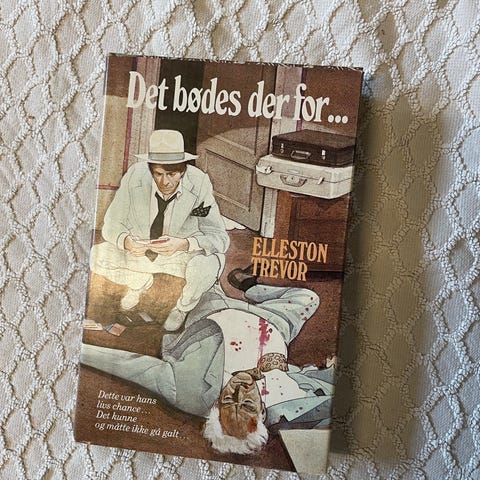 Det bødes der for...
ELLESTON
TREVOR
Dette var hans
livs chance...
Det kunne
og måtte ikke gå galt